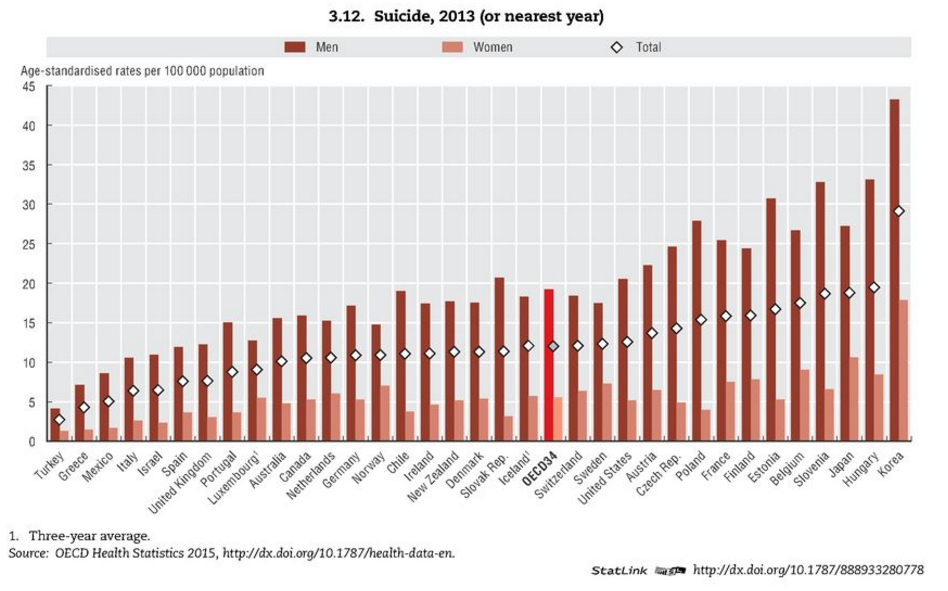 3.12. Suicide, 2013 (or nearest year)
Men Women Total
Age-standardised rates per 100 000 population
45
40
35
30
25
20
15
10
5
0
Turkey
Greece
Mexico
Italy
Israel
Spain
United Kingdom
Portugal
Luxembourg¹
Australia
Canada
Netherlands
Germany
Norway
Chile
Ireland
New Zealand
Denmark
Slovak Rep.
Iceland¹
OECD34
Switzerland
Sweden
United States
Austria
Czech Rep.
Poland
France
Finland
Estonia
Belgium
Slovenia
Japan
Hungary
Korea
1. Three-year average.
Source: OECD Health Statistics 2015, http://dx.doi.org/10.1787/health-data-en.
StatLink http://dx.doi.org/10.1787/888933280778